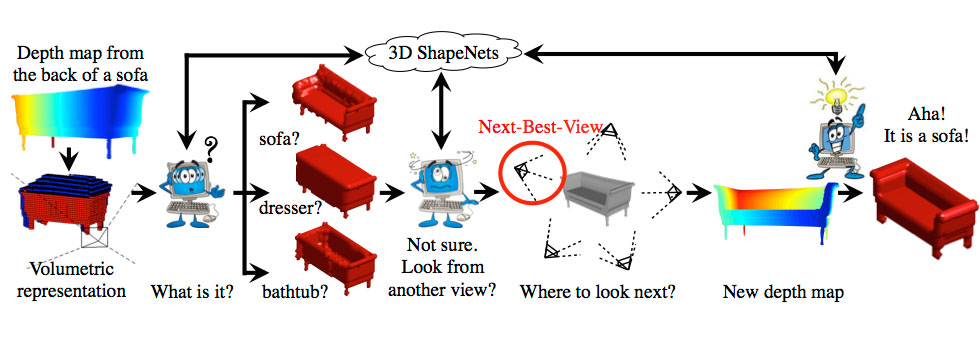 3D ShapeNets
Depth map from
the back of a sofa
Volumetric
representation
?
What is it?
sofa?
dresser?
bathtub?
Not sure.
Look from
another view?
Next-Best-View
Where to look next?
New depth map
Aha!
It is a sofa!